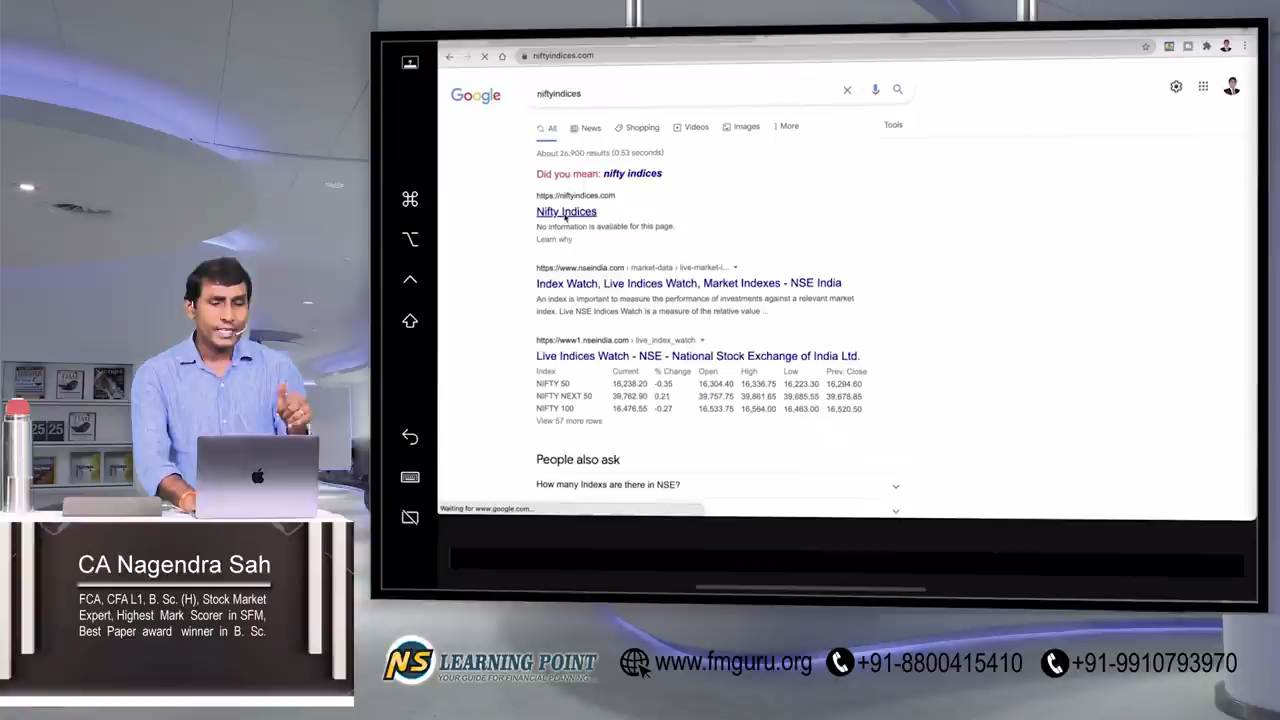 niftyindices.com
Google
niftyindices
All
News
Shopping
Videos
Images
More
Tools
About 26,900 results (0.53 seconds)
Did you mean: nifty indices
https://niftyindices.com
Nifty Indices
No information is available for this page.
Learn why
https://www.nseindia.com › market-data › live-market-i...
Index Watch, Live Indices Watch, Market Indexes - NSE India
An index is important to measure the performance of investments against a relevant market
index. Live NSE Indices Watch is a measure of the relative value ...
https://www1.nseindia.com › live_index_watch
Live Indices Watch - NSE - National Stock Exchange of India Ltd.
Index Current % Change Open High Low Prev. Close
NIFTY 50 16,238.20 -0.35 16,304.40 16,336.75 16,223.30 16,294.60
NIFTY NEXT 50 39,762.90 0.21 39,757.75 39,861.65 39,685.55 39,678.85
NIFTY 100 16,476.55 -0.27 16,533.75 16,564.00 16,463.00 16,520.50
View 57 more rows
People also ask
How many Indexs are there in NSE?
Waiting for www.google.com...
25 25
CA Nagendra Sah
FCA, CFA L1, B. Sc. (H), Stock Market
Expert, Highest Mark Scorer in SFM,
Best Paper award winner in B. Sc.
NS LEARNING POINT
YOUR GUIDE FOR FINANCIAL PLANNING...
www.fmguru.org
+91-8800415410
+91-9910793970